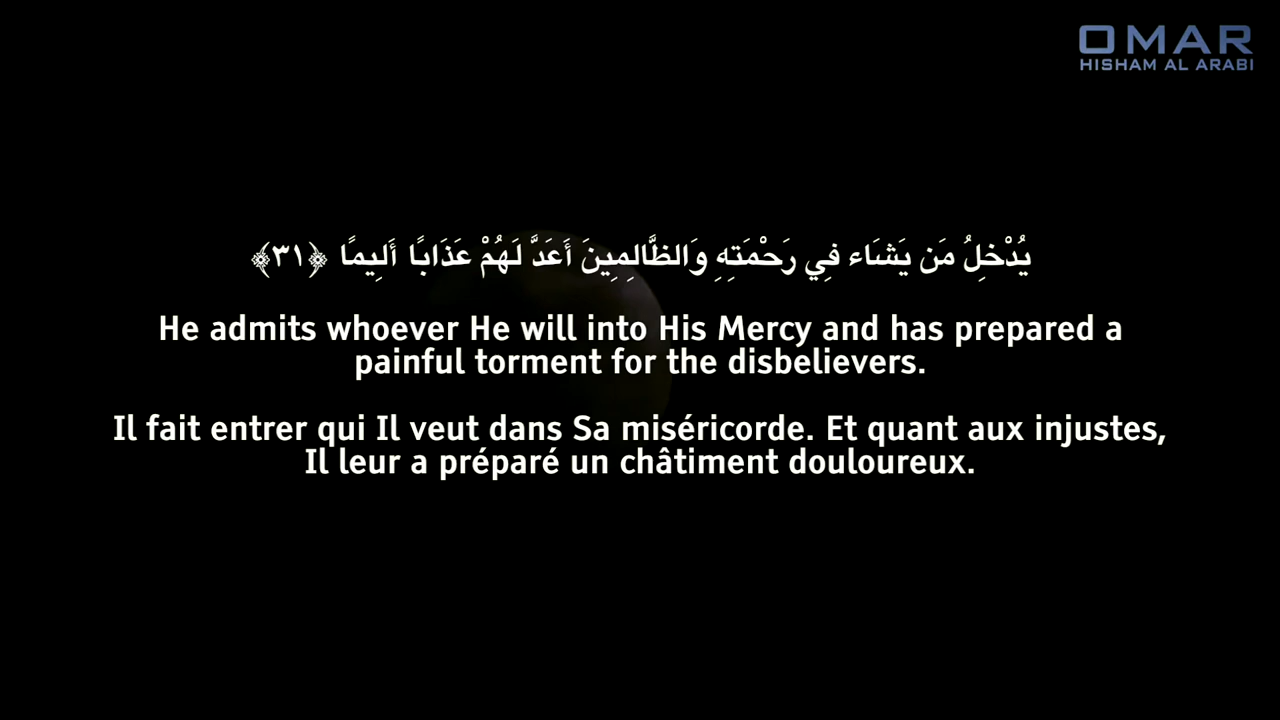 OMAR
HISHAM AL ARABI
يُدْخِلُ مَن يَشَاء فِي رَحْمَتِهِ وَالظَّالِمِينَ أَعَدَّ لَهُمْ عَذَابًا أَلِيمًا ﴿٣١﴾
He admits whoever He will into His Mercy and has prepared a
painful torment for the disbelievers.
Il fait entrer qui Il veut dans Sa miséricorde. Et quant aux injustes,
Il leur a préparé un châtiment douloureux.